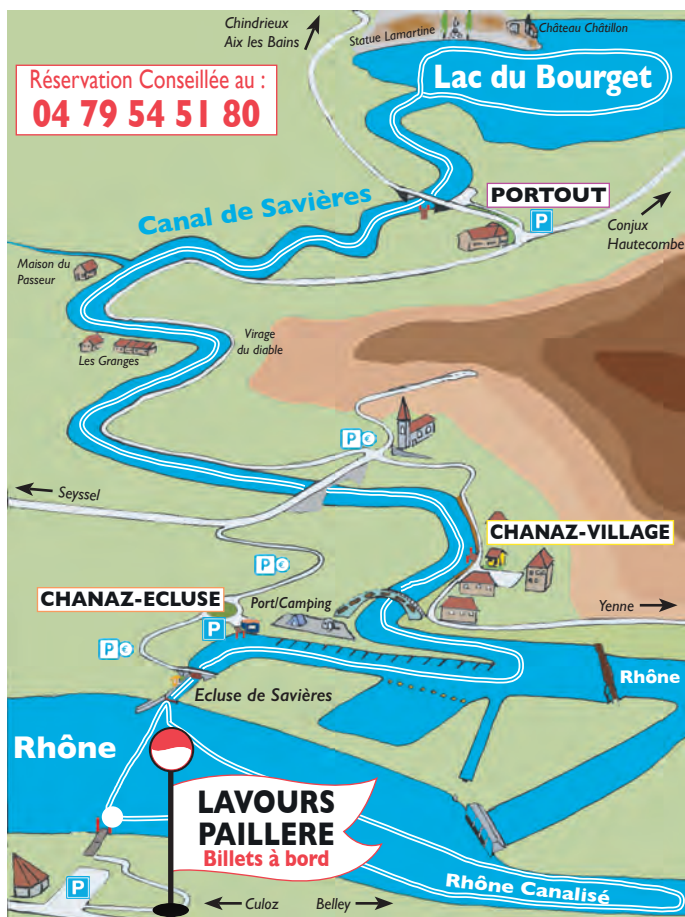 Chindrieux
Aix les Bains
Statue Lamartine
Château Châtillon
Réservation Conseillée au :
04 79 54 51 80
Lac du Bourget
Canal de Savières
PORTOUT
P
Conjux
Hautecombe
Maison du
Passeur
Virage
du diable
Les Granges
P €
Seyssel
CHANAZ-VILLAGE
P €
CHANAZ-ECLUSE
Port/Camping
Yenne
P
P €
Rhône
Ecluse de Savières
Rhône
LAVOURS
PAILLERE
Billets à bord
P
Rhône Canalisé
Culoz
Belley